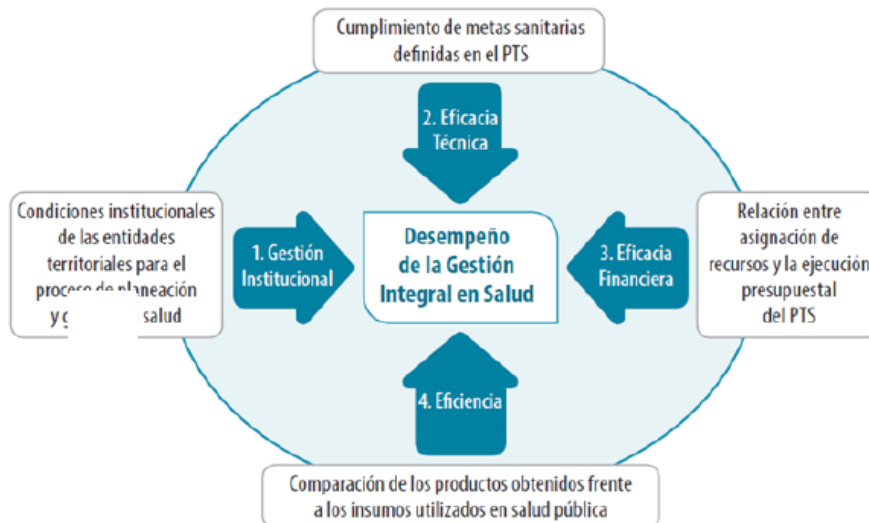 Cumplimiento de metas sanitarias
definidas en el PTS
2. Eficacia
Técnica
Condiciones institucionales
de las entidades
territoriales para el
proceso de planeación
y salud
1. Gestión
Institucional
Desempeño
de la Gestión
Integral en Salud
3. Eficacia
Financiera
Relación entre
asignación de
recursos y la ejecución
presupuestal
del PTS
4. Eficiencia
Comparación de los productos obtenidos frente
a los insumos utilizados en salud pública